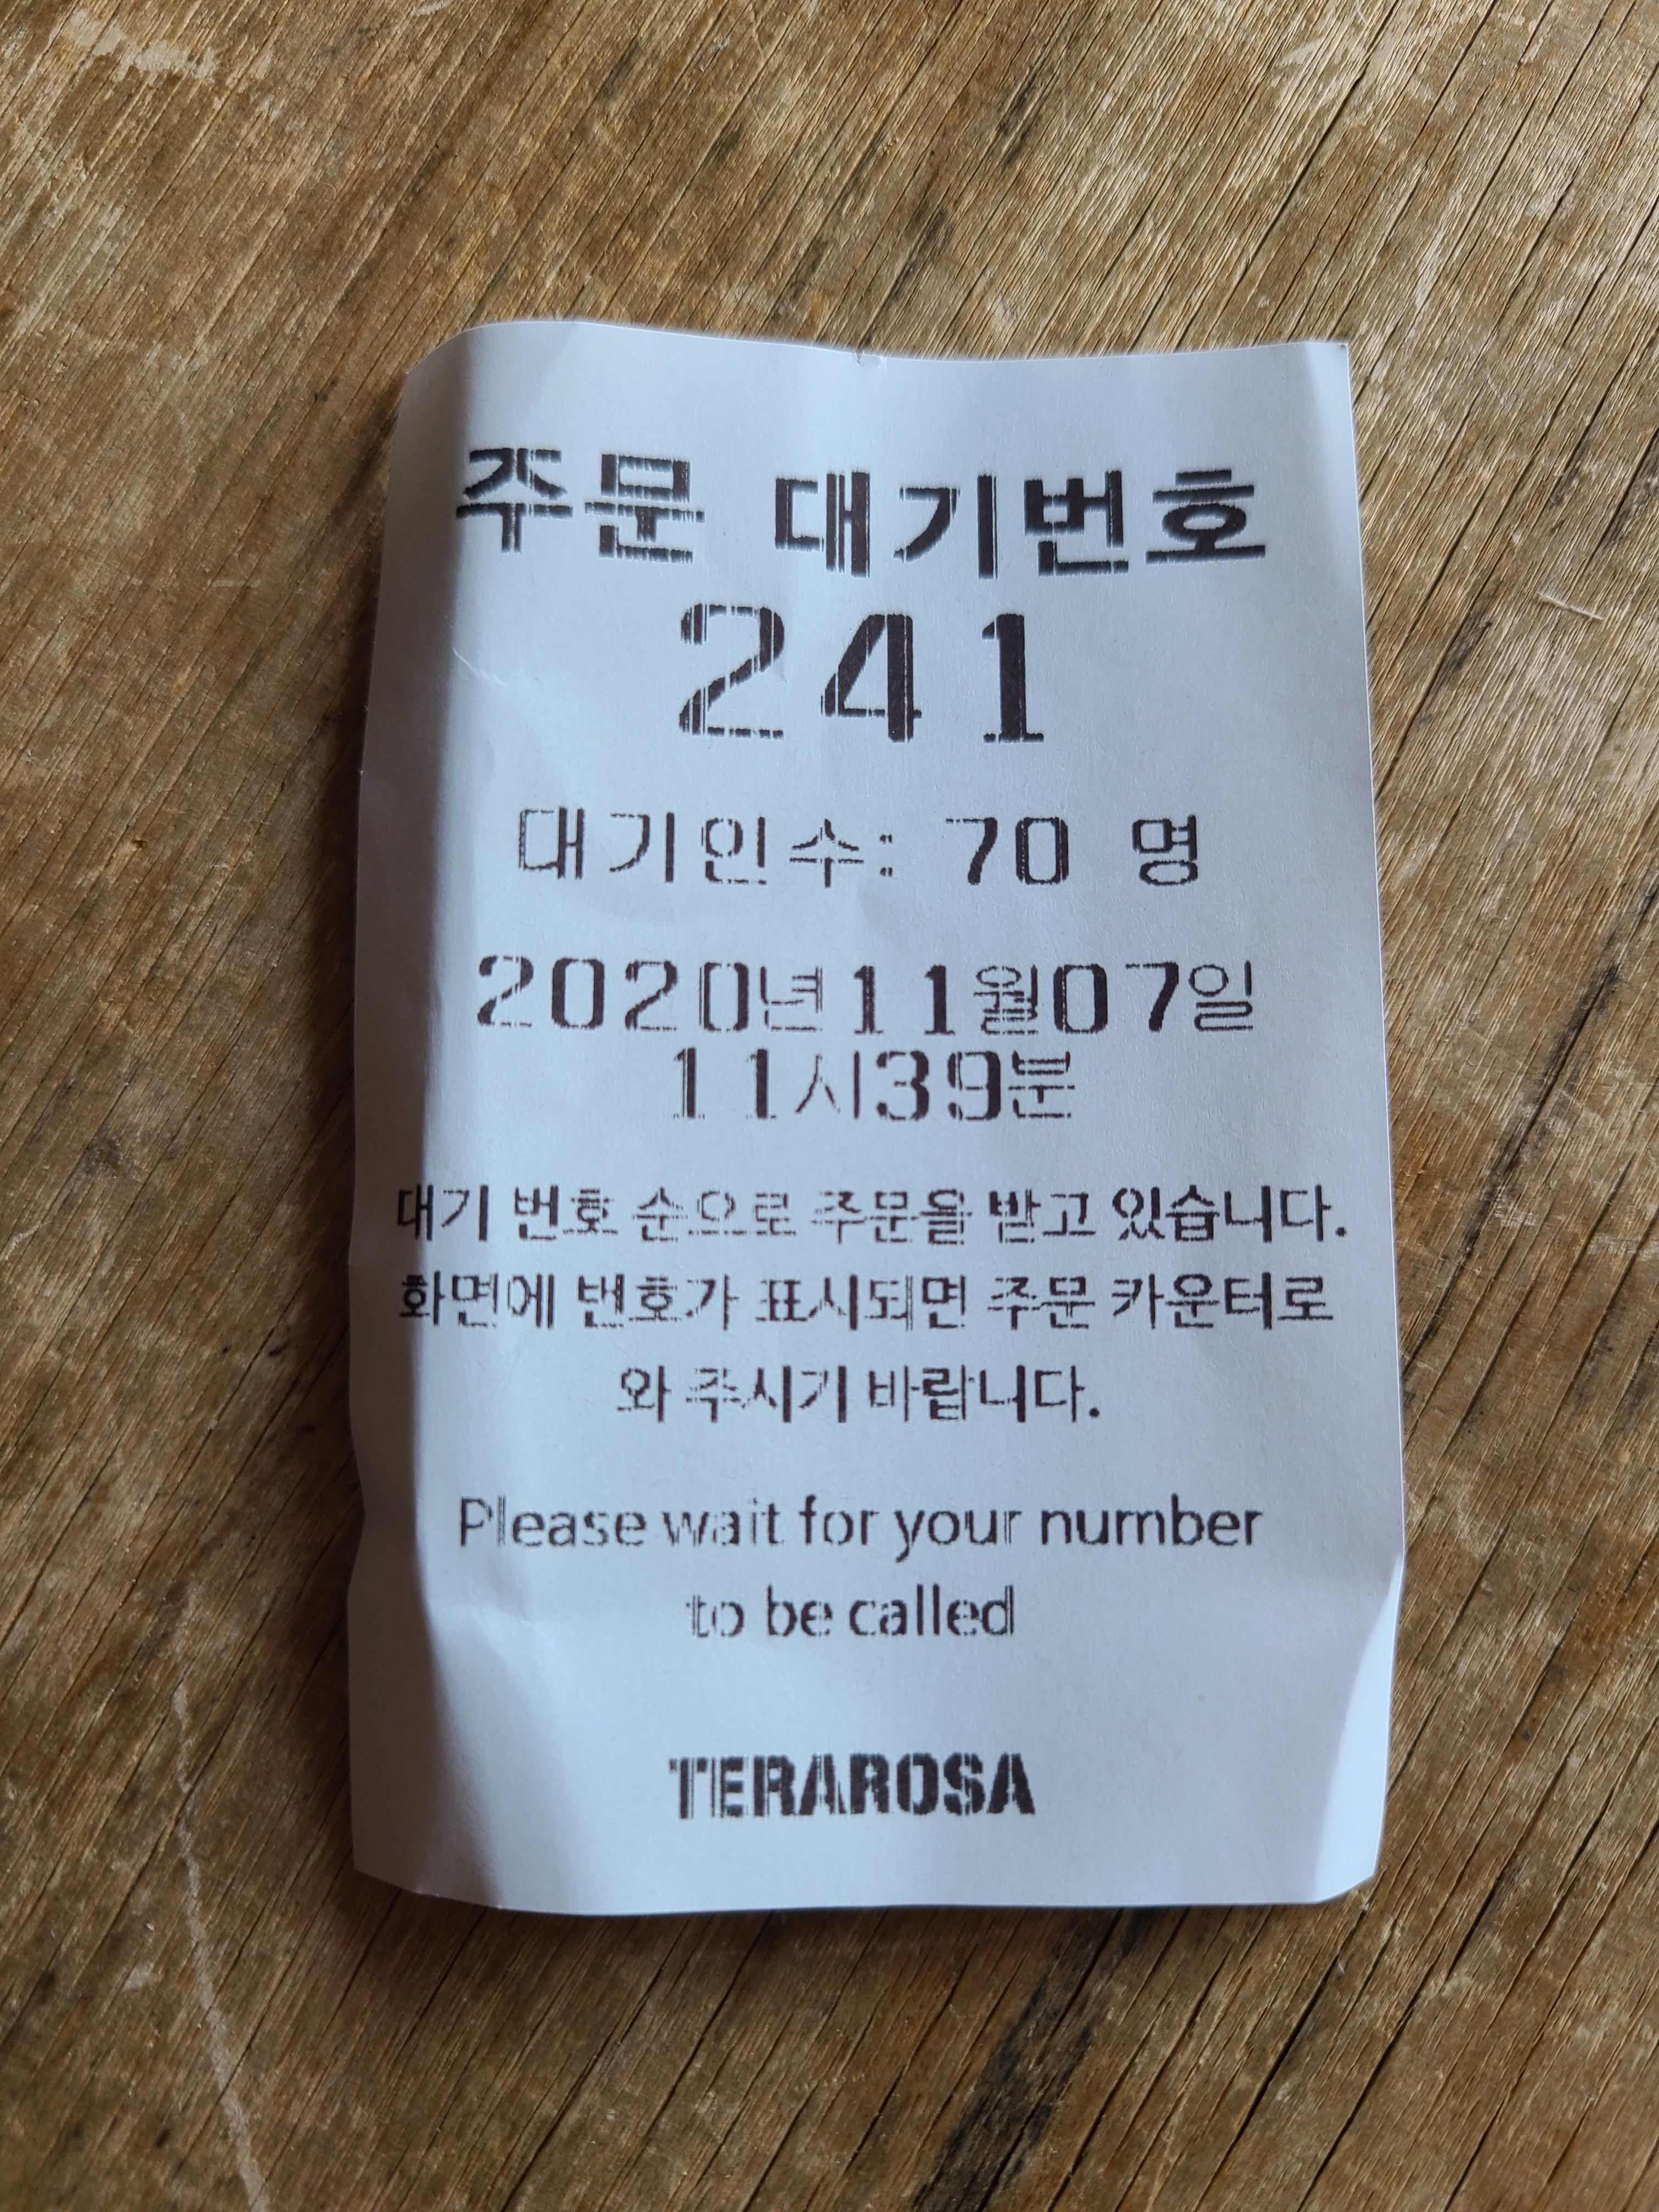 주문 대기번호
241
대기인수: 70 명
2020년11월07일
11시39분
대기 번호 순으로 주문을 받고 있습니다.
화면에 번호가 표시되면 주문 카운터로
와 주시기 바랍니다.
Please wait for your number
to be called
TERAROSA